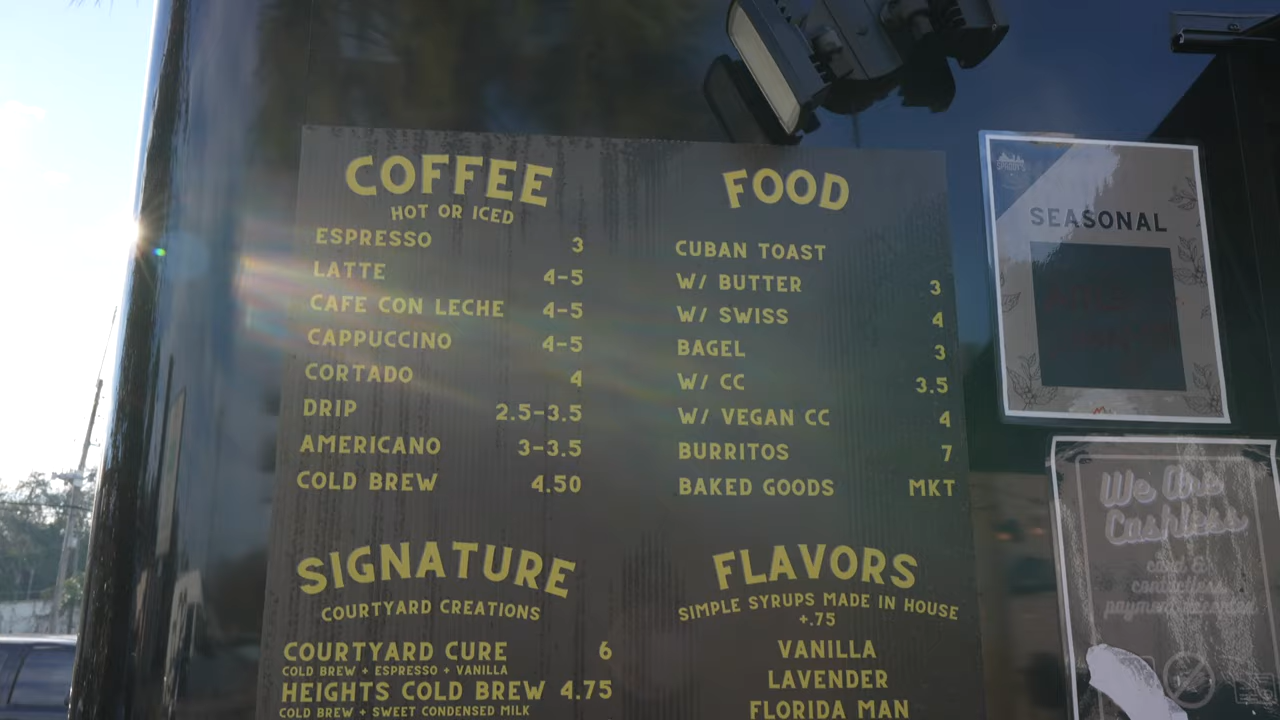 COFFEE
HOT OR ICED
ESPRESSO 3
LATTE 4-5
CAFE CON LECHE 4-5
CAPPUCCINO 4-5
CORTADO 4
DRIP 2.5-3.5
AMERICANO 3-3.5
COLD BREW 4.50
FOOD
CUBAN TOAST
W/ BUTTER 3
W/ SWISS 4
BAGEL 3
W/ CC 3.5
W/ VEGAN CC 4
BURRITOS 7
BAKED GOODS MKT
SIGNATURE
COURTYARD CREATIONS
COURTYARD CURE 6
COLD BREW + ESPRESSO + VANILLA
HEIGHTS COLD BREW 4.75
COLD BREW + SWEET CONDENSED MILK
FLAVORS
SIMPLE SYRUPS MADE IN HOUSE
+.75
VANILLA
LAVENDER
FLORIDA MAN
SEASONAL
We Are
Cashless
card &
contactless
payment accepted